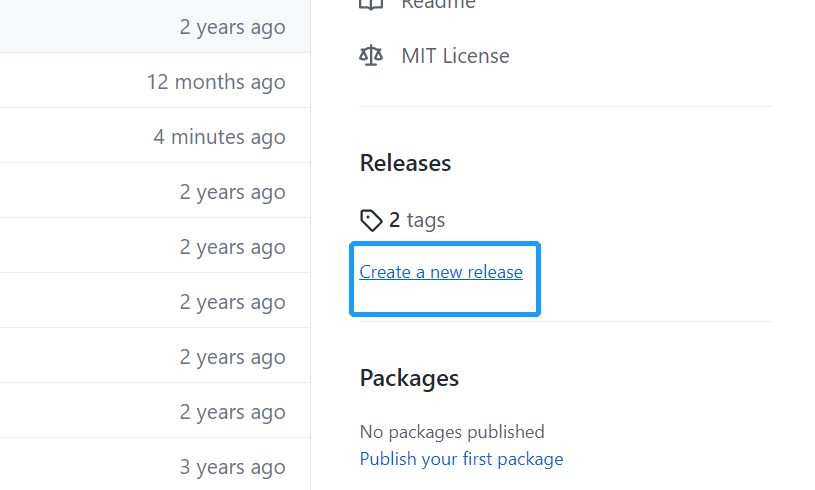 2 years ago
12 months ago
4 minutes ago
2 years ago
2 years ago
2 years ago
2 years ago
2 years ago
3 years ago
Readme
MIT License
Releases
2 tags
Create a new release
Packages
No packages published
Publish your first package